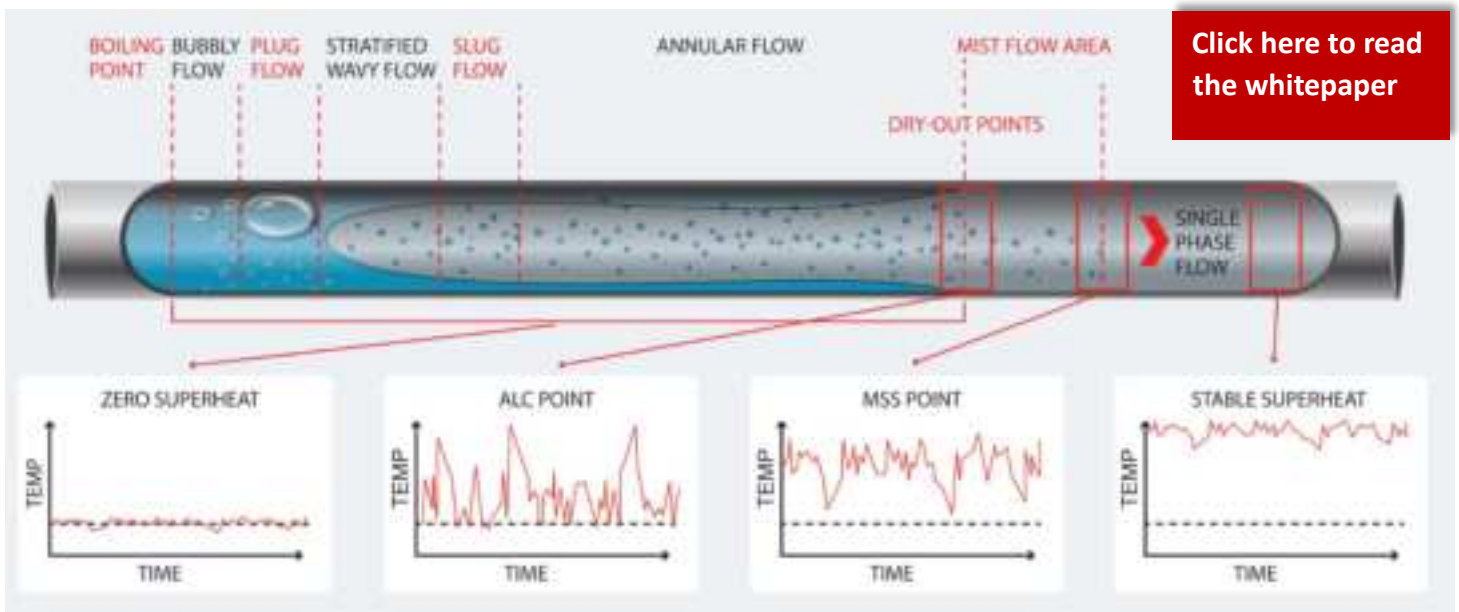 BOILING
POINT
BUBBLY
FLOW
PLUG
FLOW
STRATIFIED
WAVY FLOW
SLUG
FLOW
ANNULAR FLOW
MIST FLOW AREA
Click here to read
the whitepaper
DRY-OUT POINTS
SINGLE
PHASE
FLOW
ZERO SUPERHEAT
TEMP
TIME
ALC POINT
TEMP
TIME
MSS POINT
TEMP
TIME
STABLE SUPERHEAT
TEMP
TIME